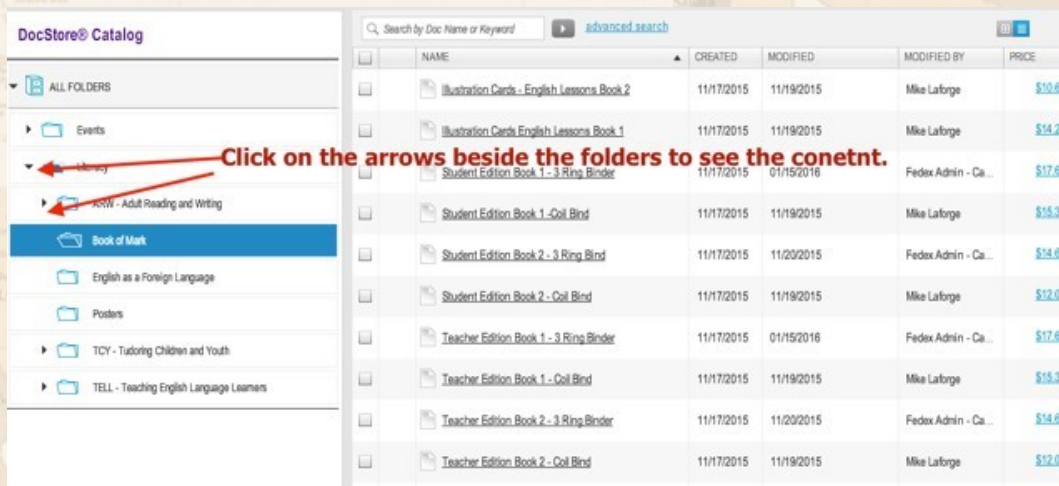 DocStore® Catalog
Search by Doc Name or Keyword advanced search
NAME CREATED MODIFIED MODIFIED BY PRICE
ALL FOLDERS
Events
Literacy
ARW - Adult Reading and Writing
Book of Mark
English as a Foreign Language
Posters
TCY - Tutoring Children and Youth
TELL - Teaching English Language Learners
Click on the arrows beside the folders to see the conetnt.
Illustration Cards - English Lessons Book 2 11/17/2015 11/19/2015 Mike Laforge
Illustration Cards English Lessons Book 1 11/17/2015 11/19/2015 Mike Laforge
Student Edition Book 1 - 3 Ring Binder 11/17/2015 01/15/2016 Fedex Admin - Ca...
Student Edition Book 1 -Coil Bind 11/17/2015 11/19/2015 Mike Laforge
Student Edition Book 2 - 3 Ring Bind 11/17/2015 11/20/2015 Fedex Admin - Ca...
Student Edition Book 2 - Coil Bind 11/17/2015 11/19/2015 Mike Laforge
Teacher Edition Book 1 - 3 Ring Binder 11/17/2015 01/15/2016 Fedex Admin - Ca...
Teacher Edition Book 1 - Coil Bind 11/17/2015 11/19/2015 Mike Laforge
Teacher Edition Book 2 - 3 Ring Binder 11/17/2015 11/20/2015 Fedex Admin - Ca...
Teacher Edition Book 2 - Coil Bind 11/17/2015 11/19/2015 Mike Laforge